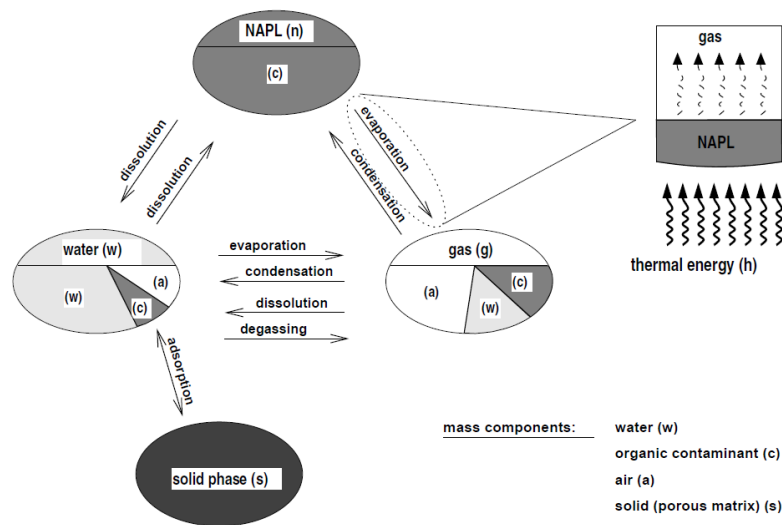 NAPL (n)
(c)
gas
NAPL
thermal energy (h)
dissolution
dissolution
evaporation
condensation
water (w)
(w)
(c)
(a)
evaporation
condensation
dissolution
degassing
gas (g)
(a)
(w)
(c)
adsorption
solid phase (s)
mass components:
water (w)
organic contaminant (c)
air (a)
solid (porous matrix) (s)